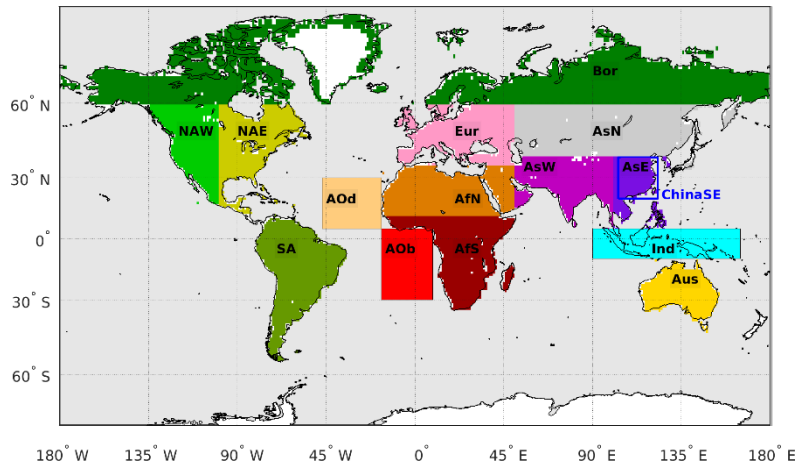 Bor
60° N
NAW
NAE
Eur
AsN
AsW
AsE
30° N
AOd
AfN
ChinaSE
0°
SA
AOb
AfS
Ind
Aus
30° S
60° S
180° W
135° W
90° W
45° W
0°
45° E
90° E
135° E
180° E